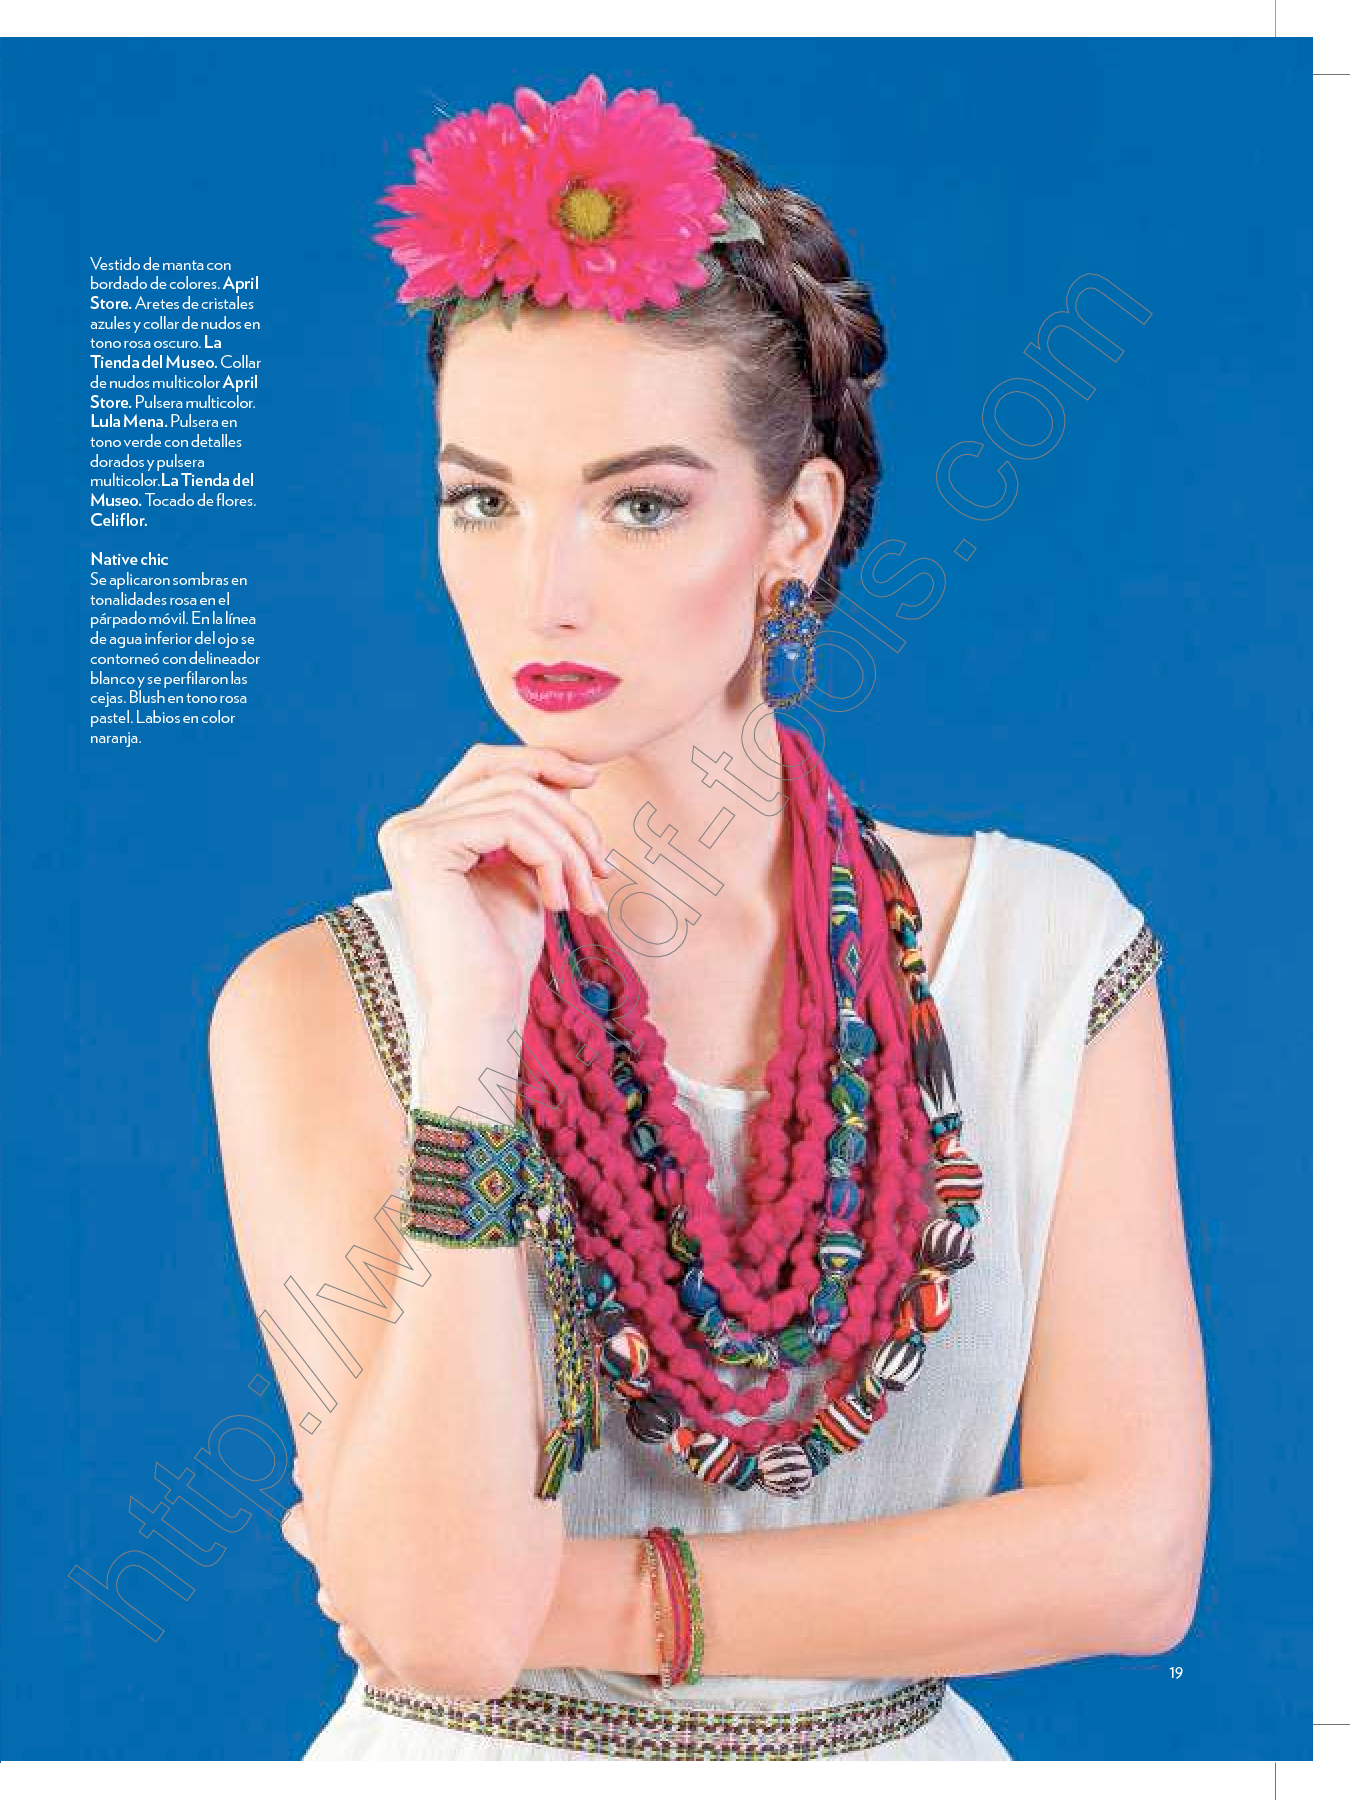 Vestido de manta con
bordado de colores. April
Store. Aretes de cristales
azules y collar de nudos en
tono rosa oscuro. La
Tienda del Museo. Collar
de nudos multicolor April
Store. Pulsera multicolor.
Lula Mena. Pulsera en
tono verde con detalles
dorados y pulsera
multicolor.La Tienda del
Museo. Tocado de flores.
Celiflor.
Native chic
Se aplicaron sombras en
tonalidades rosa en el
párpado móvil. En la línea
de agua inferior del ojo se
contorneó con delineador
blanco y se perfilaron las
cejas. Blush en tono rosa
pastel. Labios en color
naranja.
http://www.pdf-tools.com
19